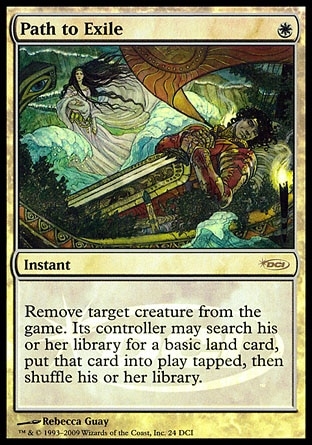 Path to Exile
Instant
DCI
Remove target creature from the
game. Its controller may search his
or her library for a basic land card,
put that card into play tapped, then
shuffle his or her library.
Rebecca Guay
™ & © 1993–2009 Wizards of the Coast, Inc. 24 DCI